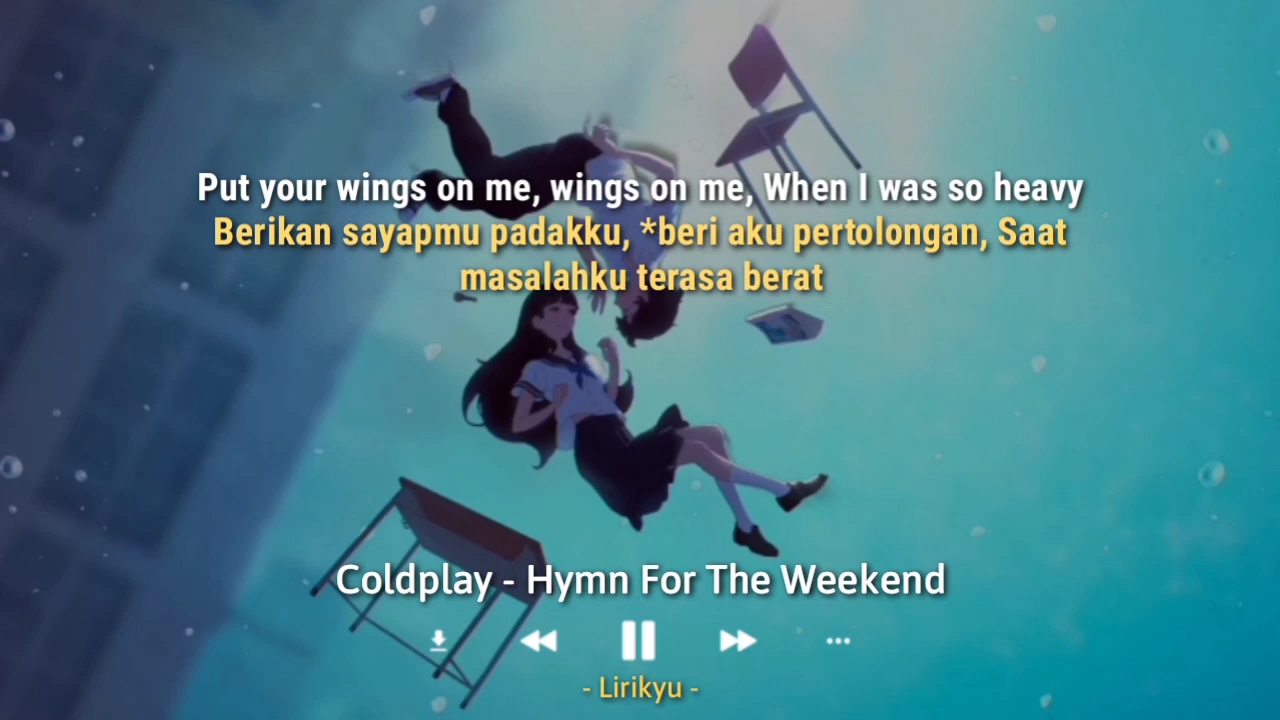 Put your wings on me, wings on me, When I was so heavy
Berikan sayapmu padakku, *beri aku pertolongan, Saat
masalahku terasa berat
Coldplay - Hymn For The Weekend
- Lirikyu -